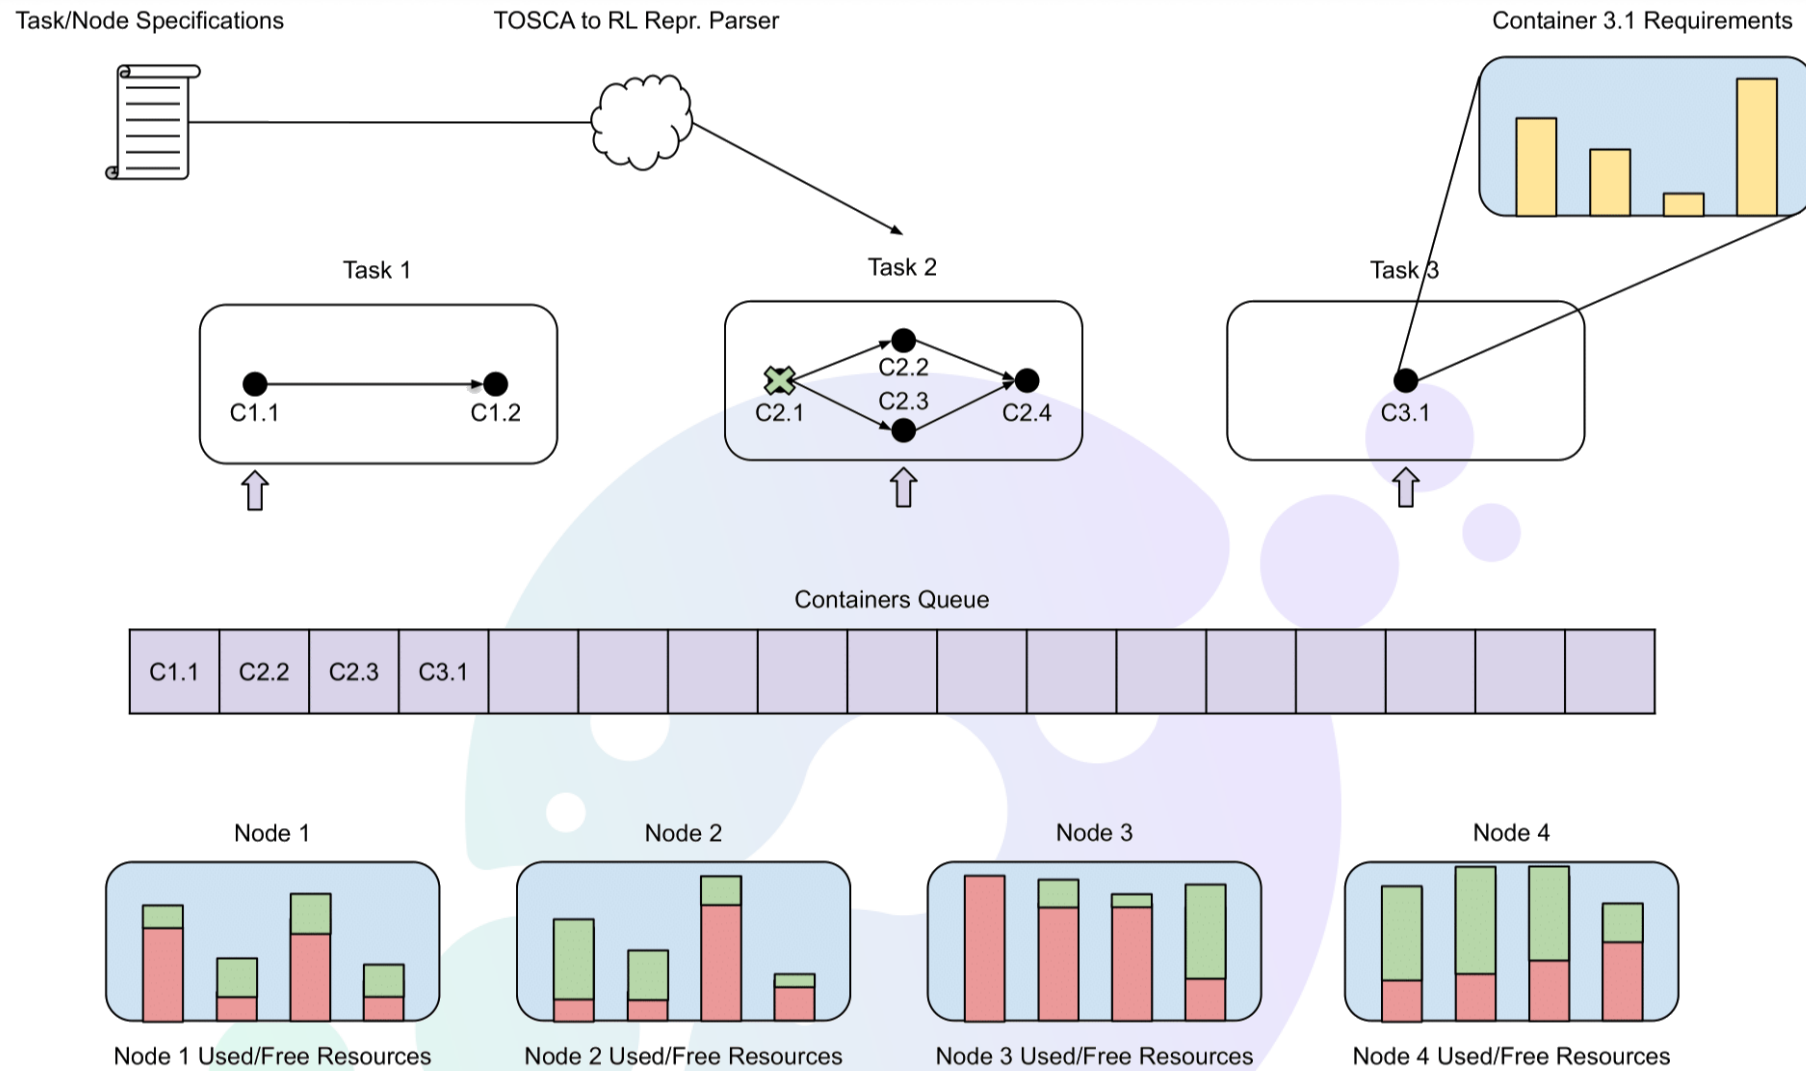 Task/Node Specifications
TOSCA to RL Repr. Parser
Container 3.1 Requirements
Task 1
Task 2
Task 3
C1.1
C1.2
C2.1
C2.2
C2.3
C2.4
C3.1
Containers Queue
C1.1
C2.2
C2.3
C3.1
Node 1
Node 2
Node 3
Node 4
Node 1 Used/Free Resources
Node 2 Used/Free Resources
Node 3 Used/Free Resources
Node 4 Used/Free Resources